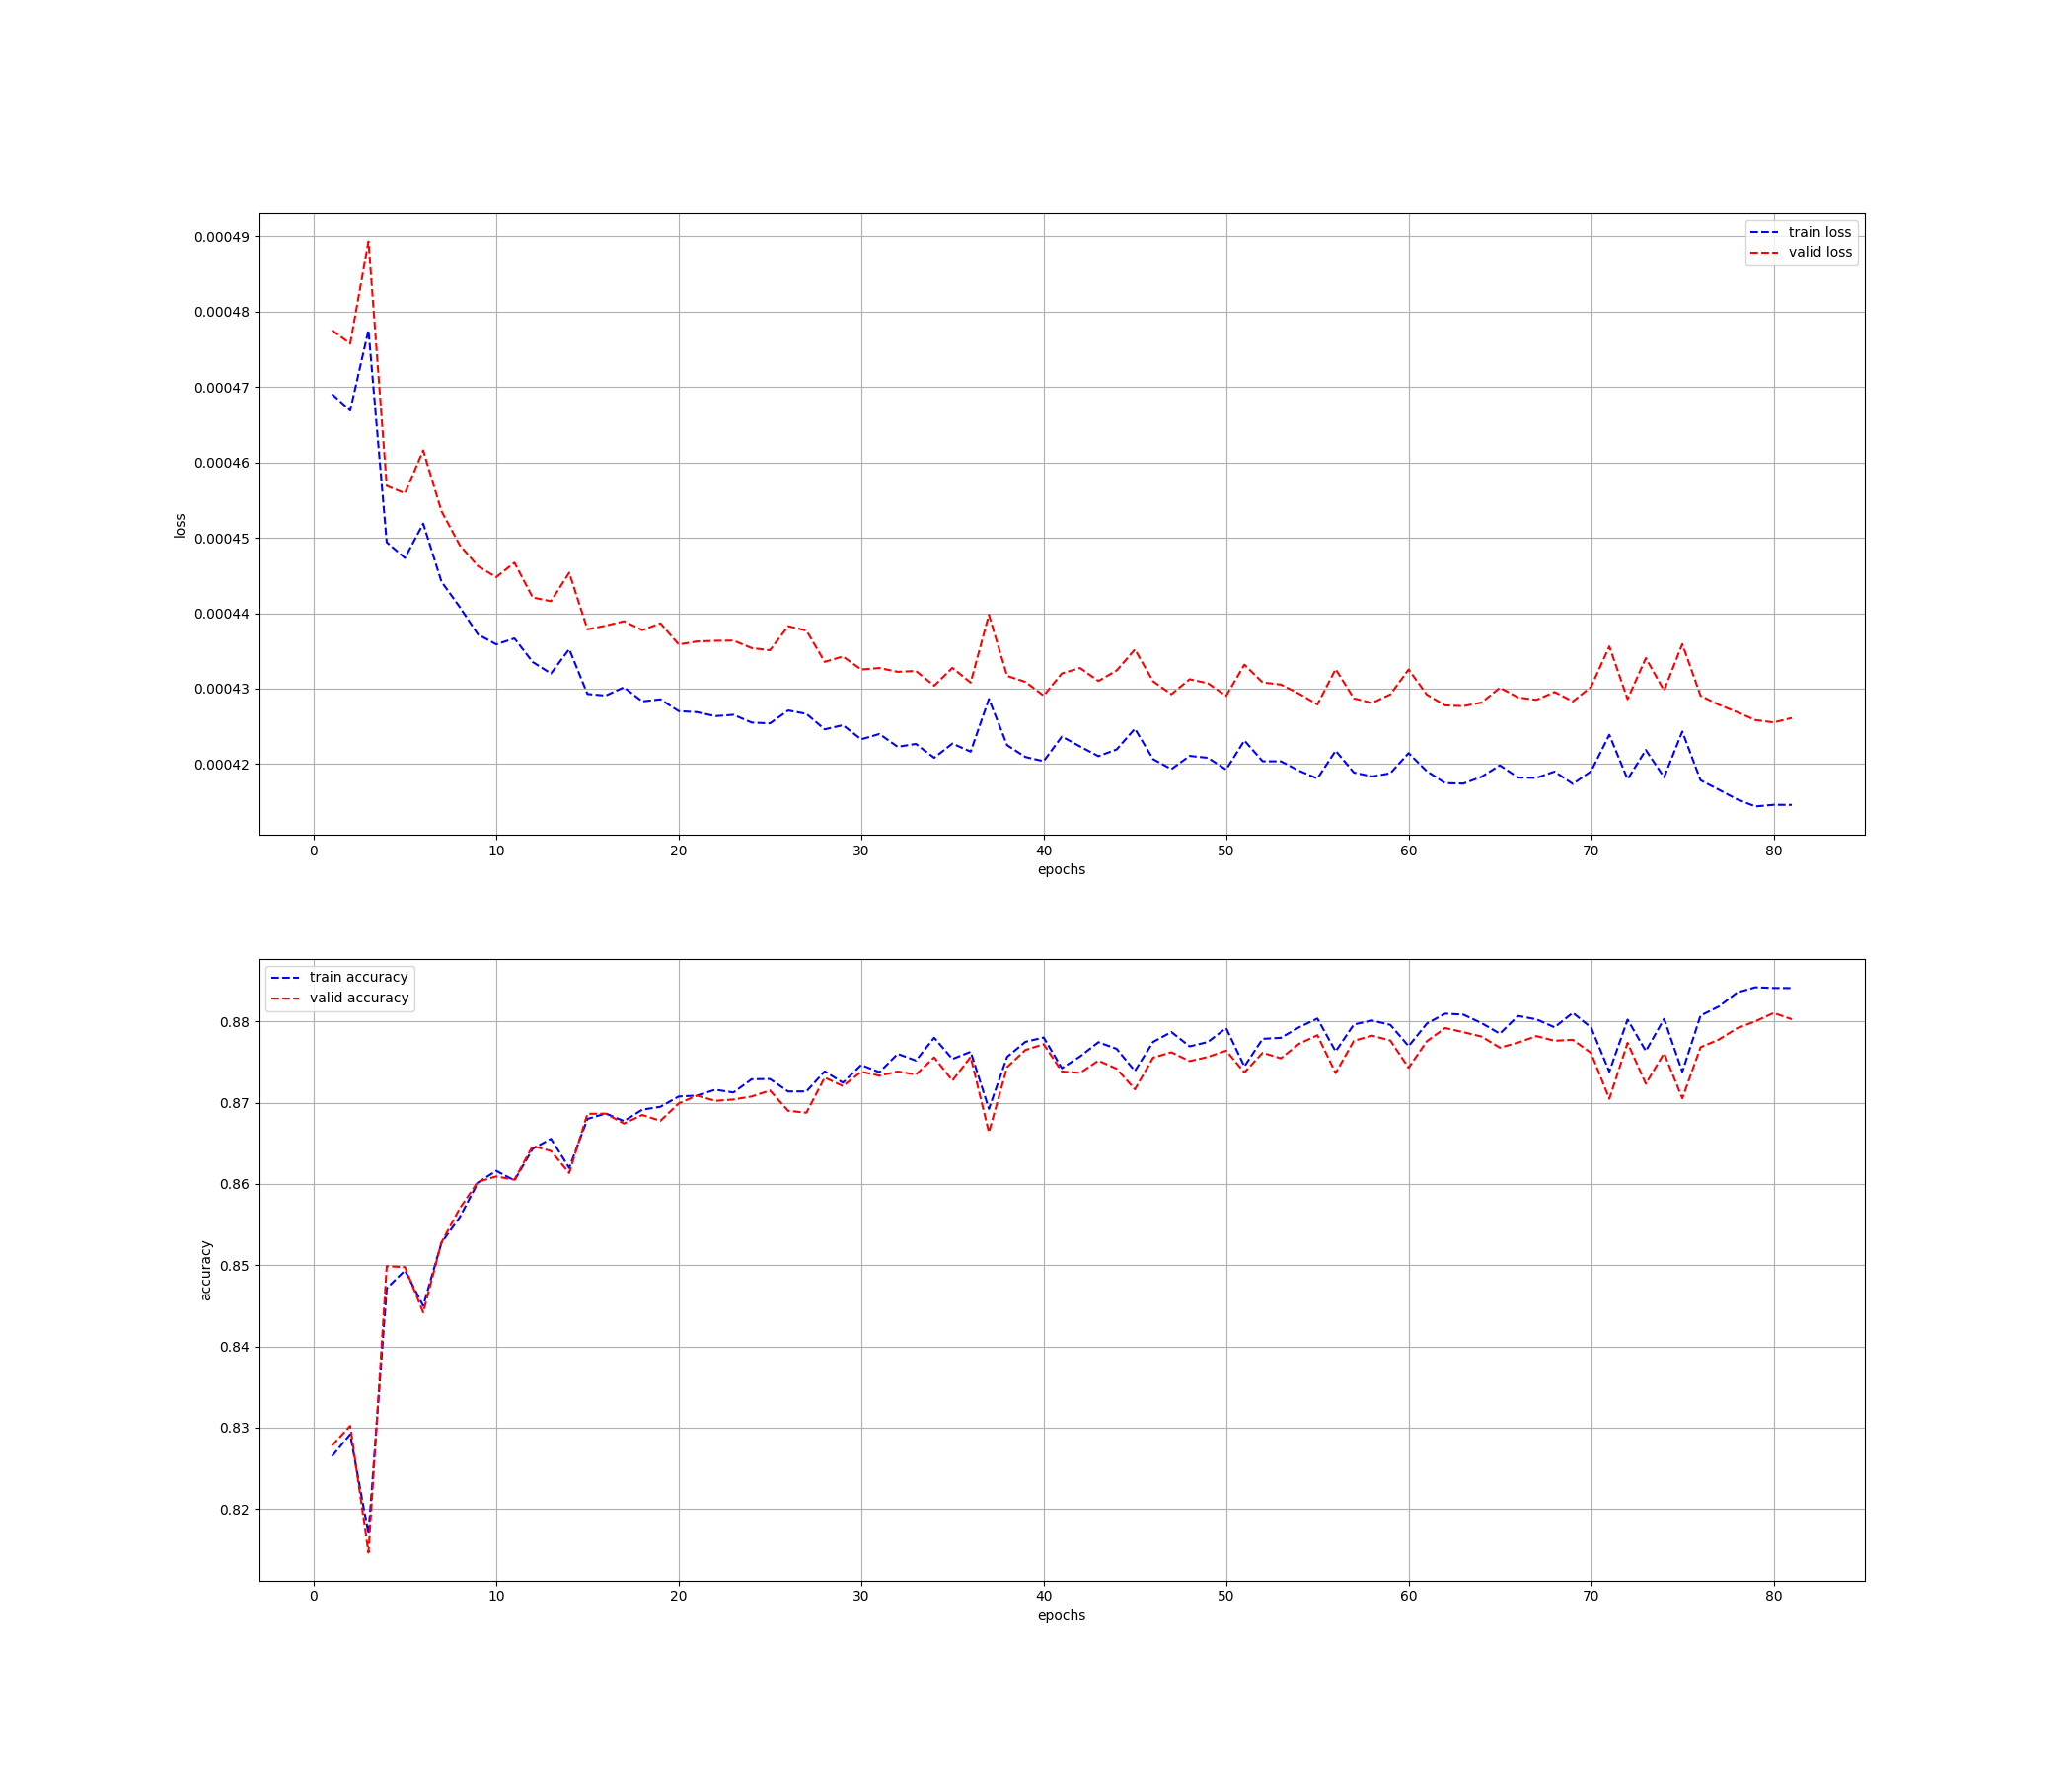 0.00049
0.00048
0.00047
0.00046
0.00045
0.00044
0.00043
0.00042
loss
train loss
valid loss
0 10 20 30 40 50 60 70 80
epochs
train accuracy
valid accuracy
0.88
0.87
0.86
0.85
0.84
0.83
0.82
accuracy
0 10 20 30 40 50 60 70 80
epochs